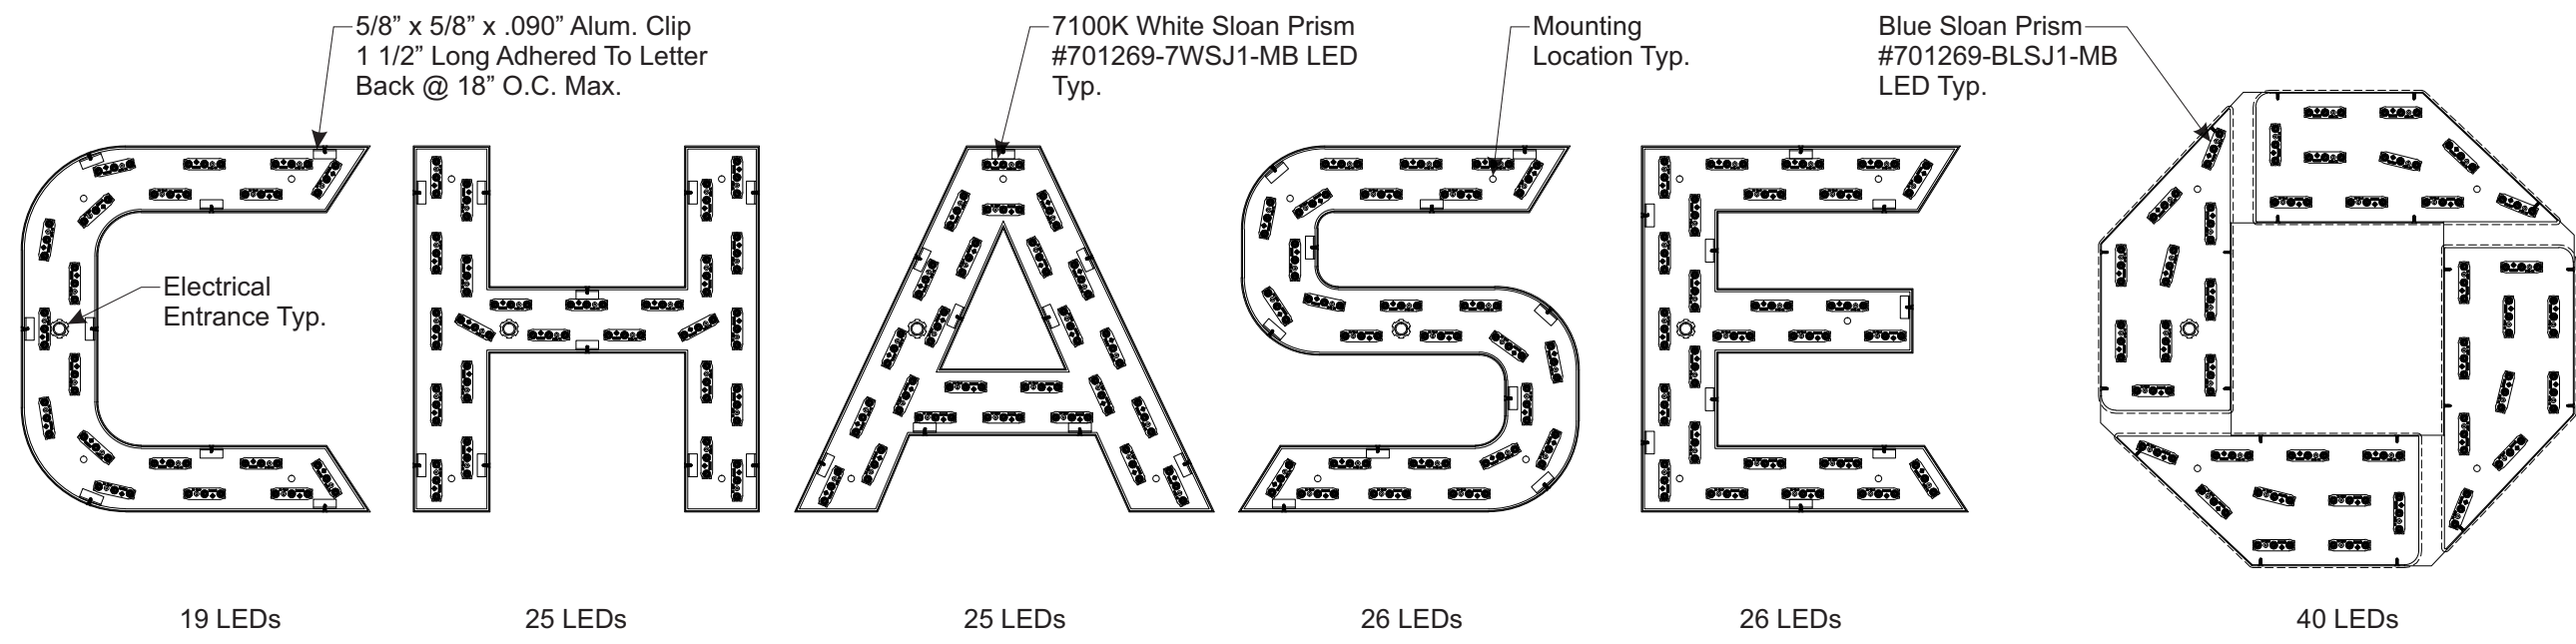 5/8” x 5/8” x .090” Alum. Clip
1 1/2” Long Adhered To Letter
Back @ 18” O.C. Max.
7100K White Sloan Prism
#701269-7WSJ1-MB LED
Typ.
Mounting
Location Typ.
Blue Sloan Prism
#701269-BLSJ1-MB
LED Typ.
Electrical
Entrance Typ.
CHASE
19 LEDs
25 LEDs
25 LEDs
26 LEDs
26 LEDs
40 LEDs